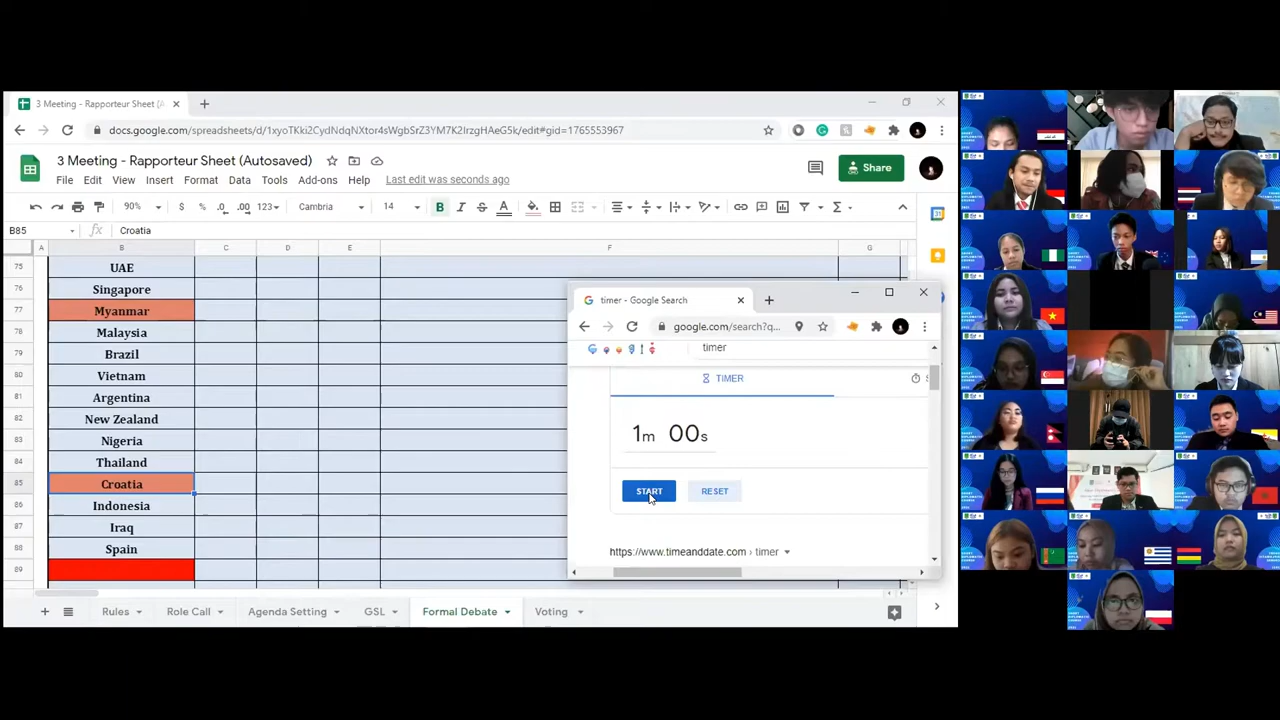 3 Meeting - Rapporteur Sheet [A
docs.google.com/spreadsheets/d/1xyoTKki2CydNdqNXtor4sWgbSrZ3YM7K2IrzgHAeG5k/edit#gid=1765553967
3 Meeting - Rapporteur Sheet (Autosaved)
Share
File Edit View Insert Format Data Tools Help Last edit was seconds ago
90% $ % .0 .00 14 B I
B85 fx Croatia
A B C D E F G
75 UAE
76 Singapore
77 Myanmar
78 Malaysia
79 Brazil
80 Vietnam
81 Argentina
82 New Zealand
83 Nigeria
84 Thailand
85 Croatia
86 Indonesia
87 Iraq
88 Spain
89
Rules Role Call Agenda Setting GSL Formal Debate Voting
timer - Google Search
google.com/search?q...
timer
TIMER
1m 00s
START RESET
https://www.timeanddate.com › timer